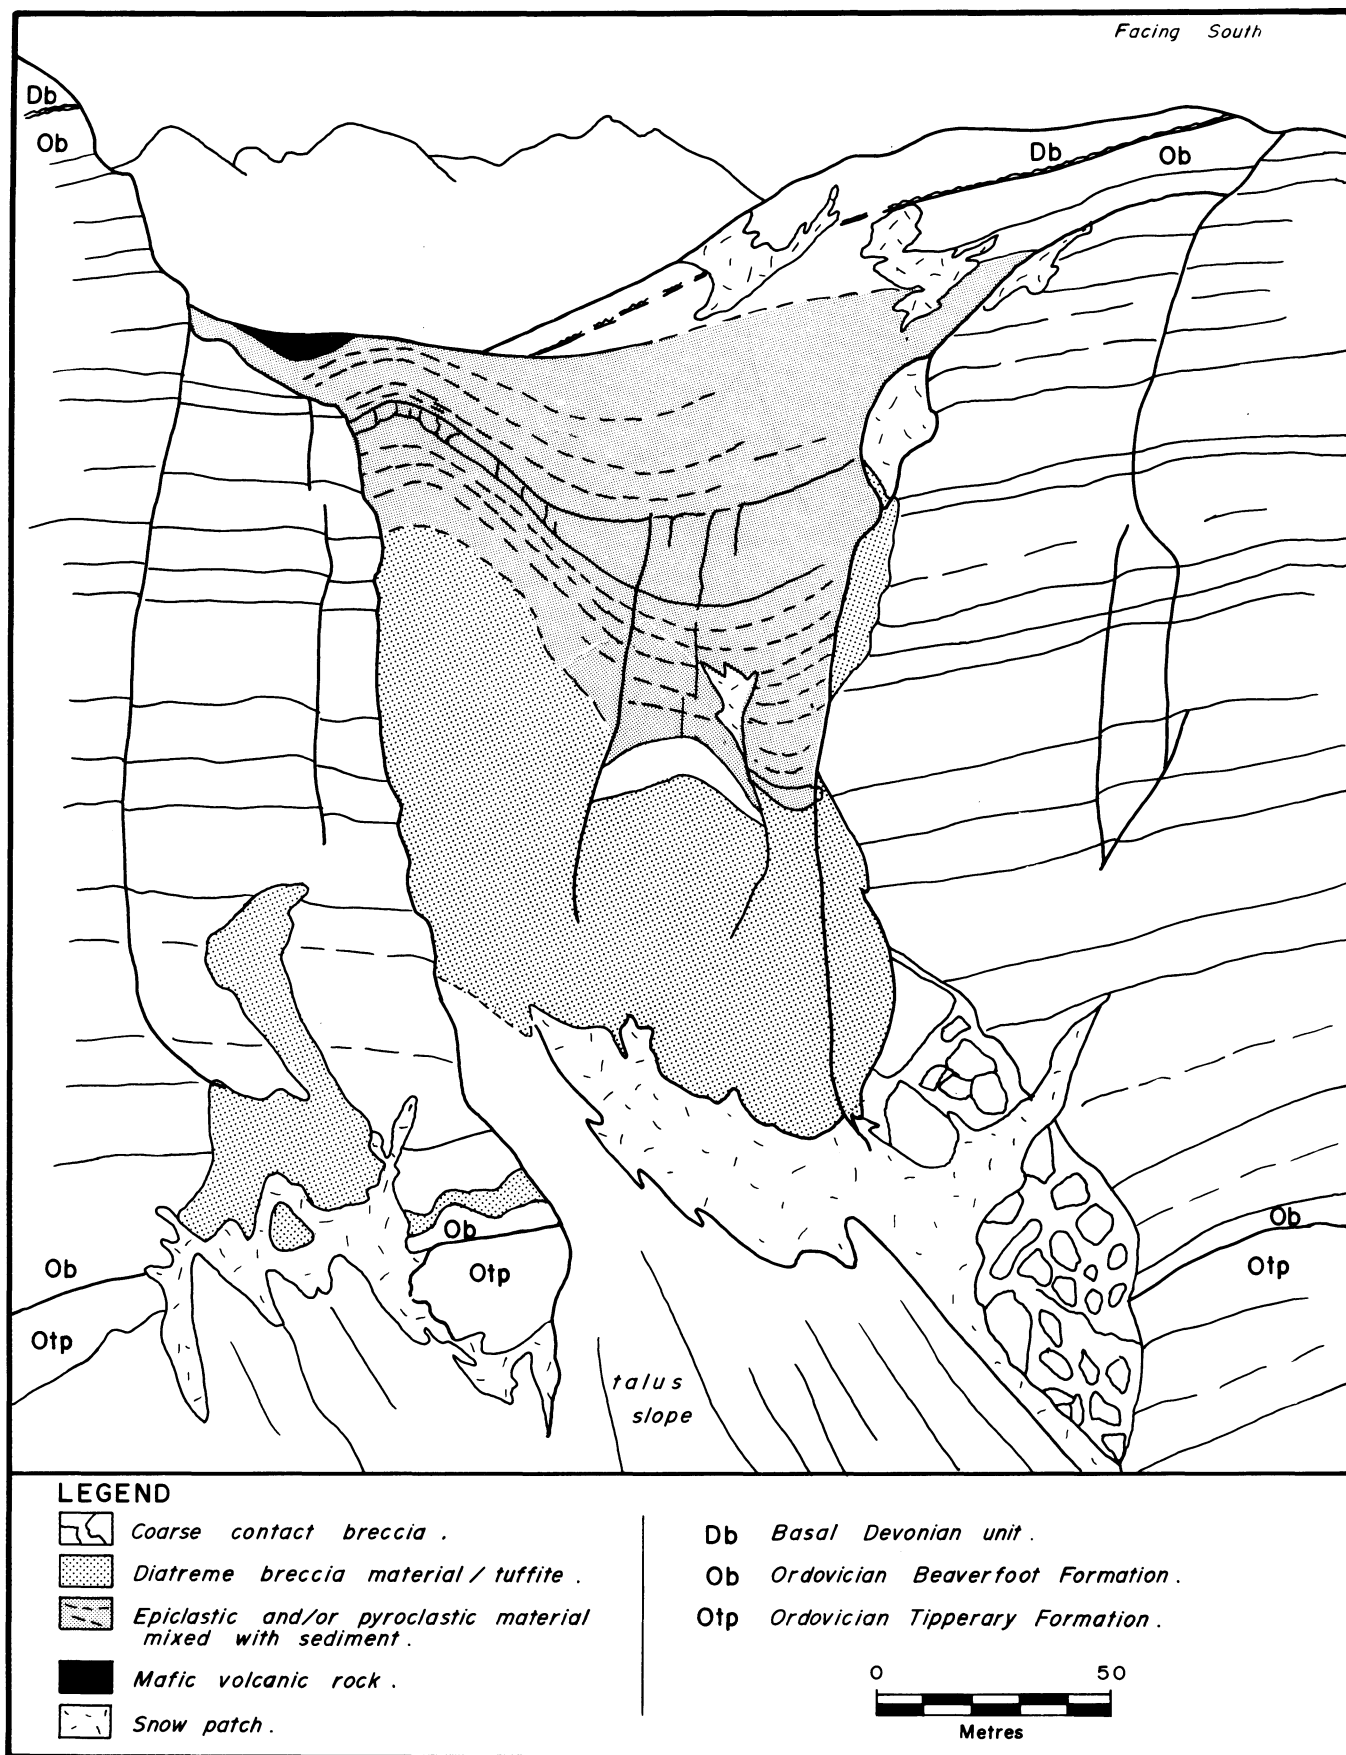 Facing South
Db
Ob
Db
Ob
Ob
Otp
Ob
Otp
Ob
Otp
talus
slope
LEGEND
Coarse contact breccia .
Diatreme breccia material / tuffite .
Epiclastic and/or pyroclastic material
mixed with sediment .
Mafic volcanic rock .
Snow patch .
Db Basal Devonian unit .
Ob Ordovician Beaverfoot Formation .
Otp Ordovician Tipperary Formation .
0 50
Metres